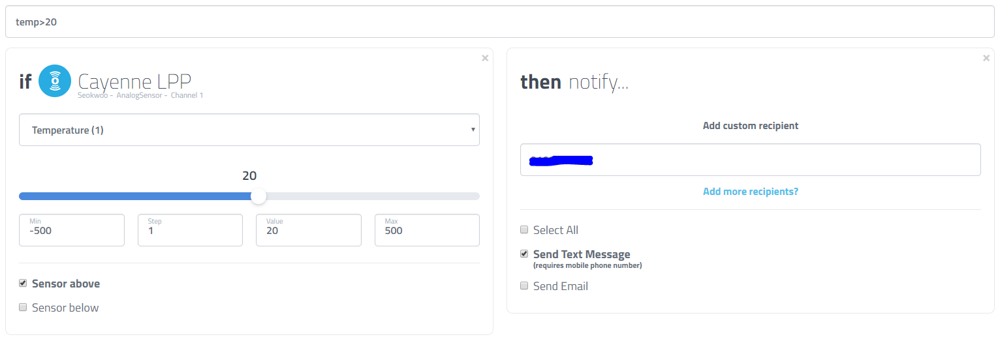 temp>20
if Cayenne LPP
Seokwoo - AnalogSensor - Channel 1
Temperature (1)
20
Min Step Value Max
-500 1 20 500
Sensor above
Sensor below
then notify...
Add custom recipient
Add more recipients?
Select All
Send Text Message
(requires mobile phone number)
Send Email